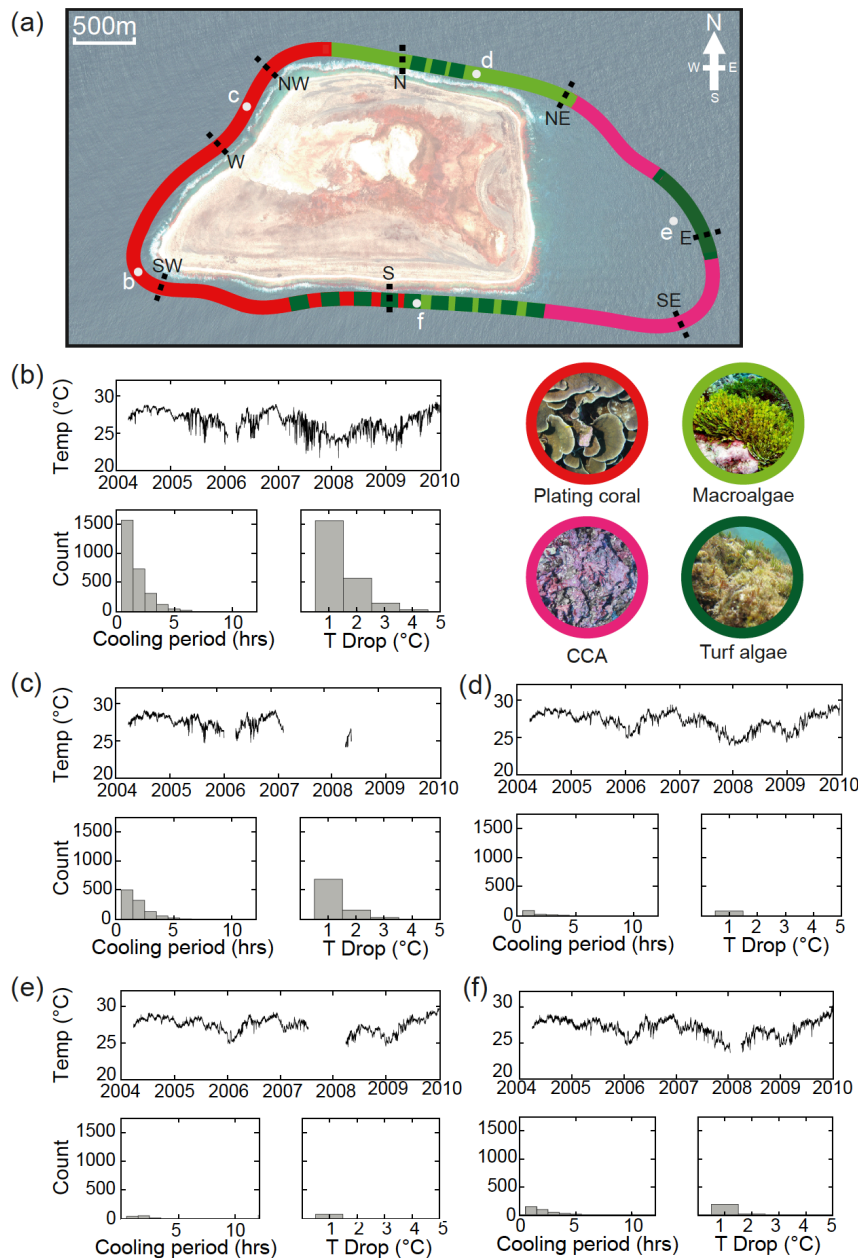 (a)
500m
N
W E
S
NW
N
d
c
NE
W
e
E
SW
b
S
f
SE
(b)
Temp (°C)
30
25
20
2004 2005 2006 2007 2008 2009 2010
Count
1500
1000
500
0
0 5 10
Cooling period (hrs)
1 2 3 4 5
T Drop (°C)
Plating coral
Macroalgae
CCA
Turf algae
(c)
Temp (°C)
30
25
20
2004 2005 2006 2007 2008 2009 2010
Count
1500
1000
500
0
0 5 10
Cooling period (hrs)
1 2 3 4 5
T Drop (°C)
(d)
30
25
20
2004 2005 2006 2007 2008 2009 2010
1500
1000
500
0
0 5 10
Cooling period (hrs)
1 2 3 4 5
T Drop (°C)
(e)
Temp (°C)
30
25
20
2004 2005 2006 2007 2008 2009 2010
Count
1500
1000
500
0
5 10
Cooling period (hrs)
1 2 3 4 5
T Drop (°C)
(f)
30
25
20
2004 2005 2006 2007 2008 2009 2010
1500
1000
500
0
0 5 10
Cooling period (hrs)
1 2 3 4 5
T Drop (°C)